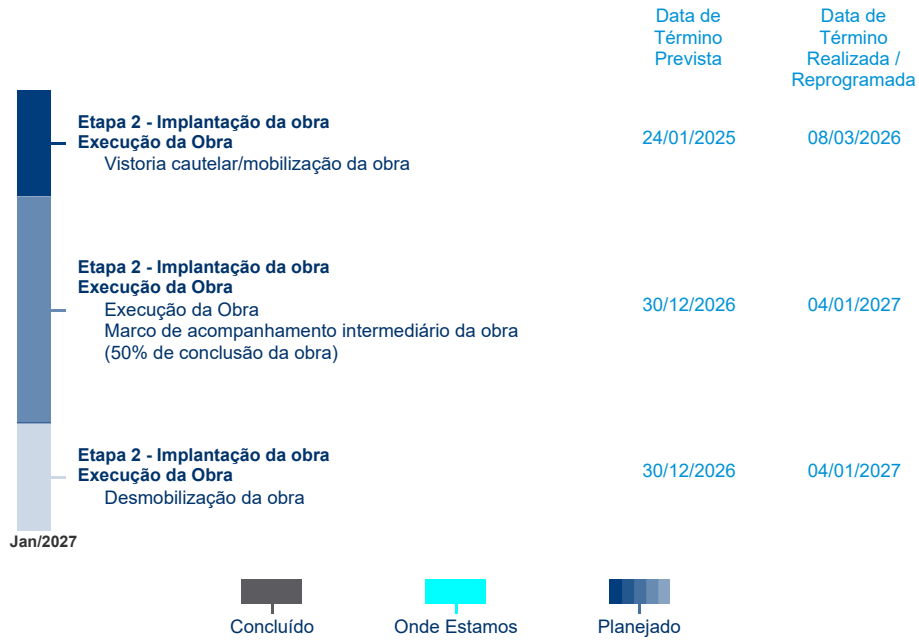 Data de
Término
Prevista
Data de
Término
Realizada /
Reprogramada
Etapa 2 - Implantação da obra
Execução da Obra
Vistoria cautelar/mobilização da obra
24/01/2025
08/03/2026
Etapa 2 - Implantação da obra
Execução da Obra
Execução da Obra
Marco de acompanhamento intermediário da obra
(50% de conclusão da obra)
30/12/2026
04/01/2027
Etapa 2 - Implantação da obra
Execução da Obra
Desmobilização da obra
30/12/2026
04/01/2027
Jan/2027
Concluído
Onde Estamos
Planejado